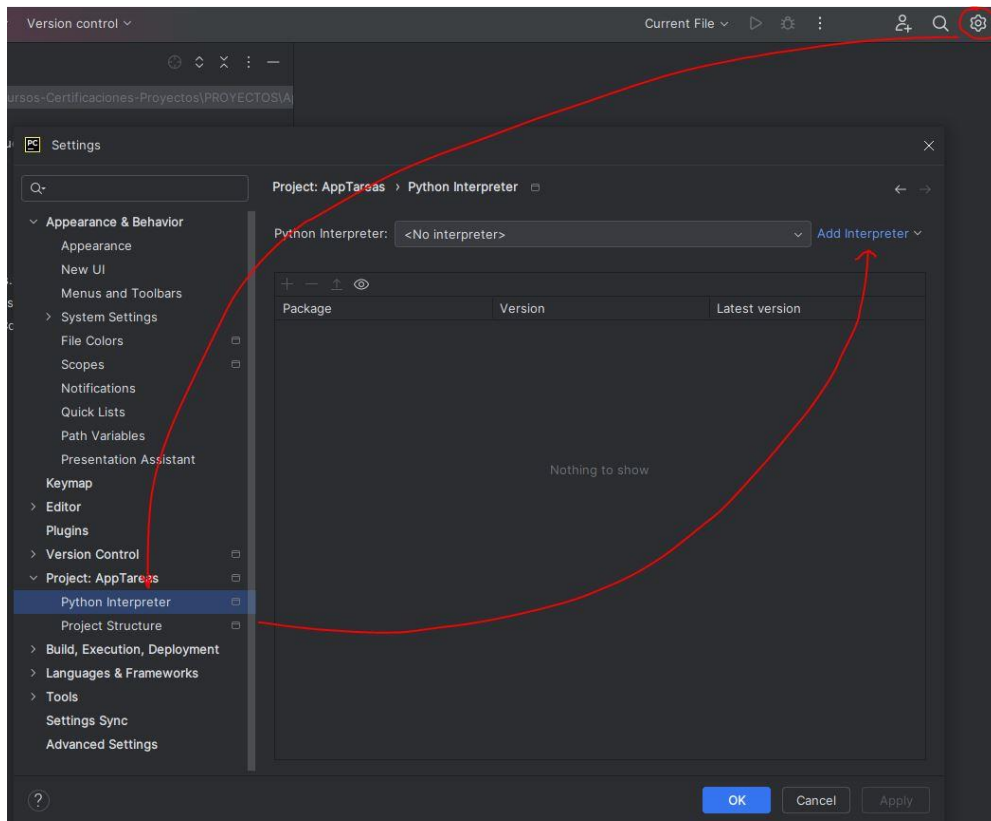 Version control
Current File
ursos-Certificaciones-Proyectos\PROYECTOS\A
PC Settings
Project: AppTareas › Python Interpreter
Python Interpreter: <No interpreter> Add Interpreter
Package Version Latest version
Nothing to show
Appearance & Behavior
Appearance
New UI
Menus and Toolbars
System Settings
File Colors
Scopes
Notifications
Quick Lists
Path Variables
Presentation Assistant
Keymap
Editor
Plugins
Version Control
Project: AppTareas
Python Interpreter
Project Structure
Build, Execution, Deployment
Languages & Frameworks
Tools
Settings Sync
Advanced Settings
?
OK Cancel Apply